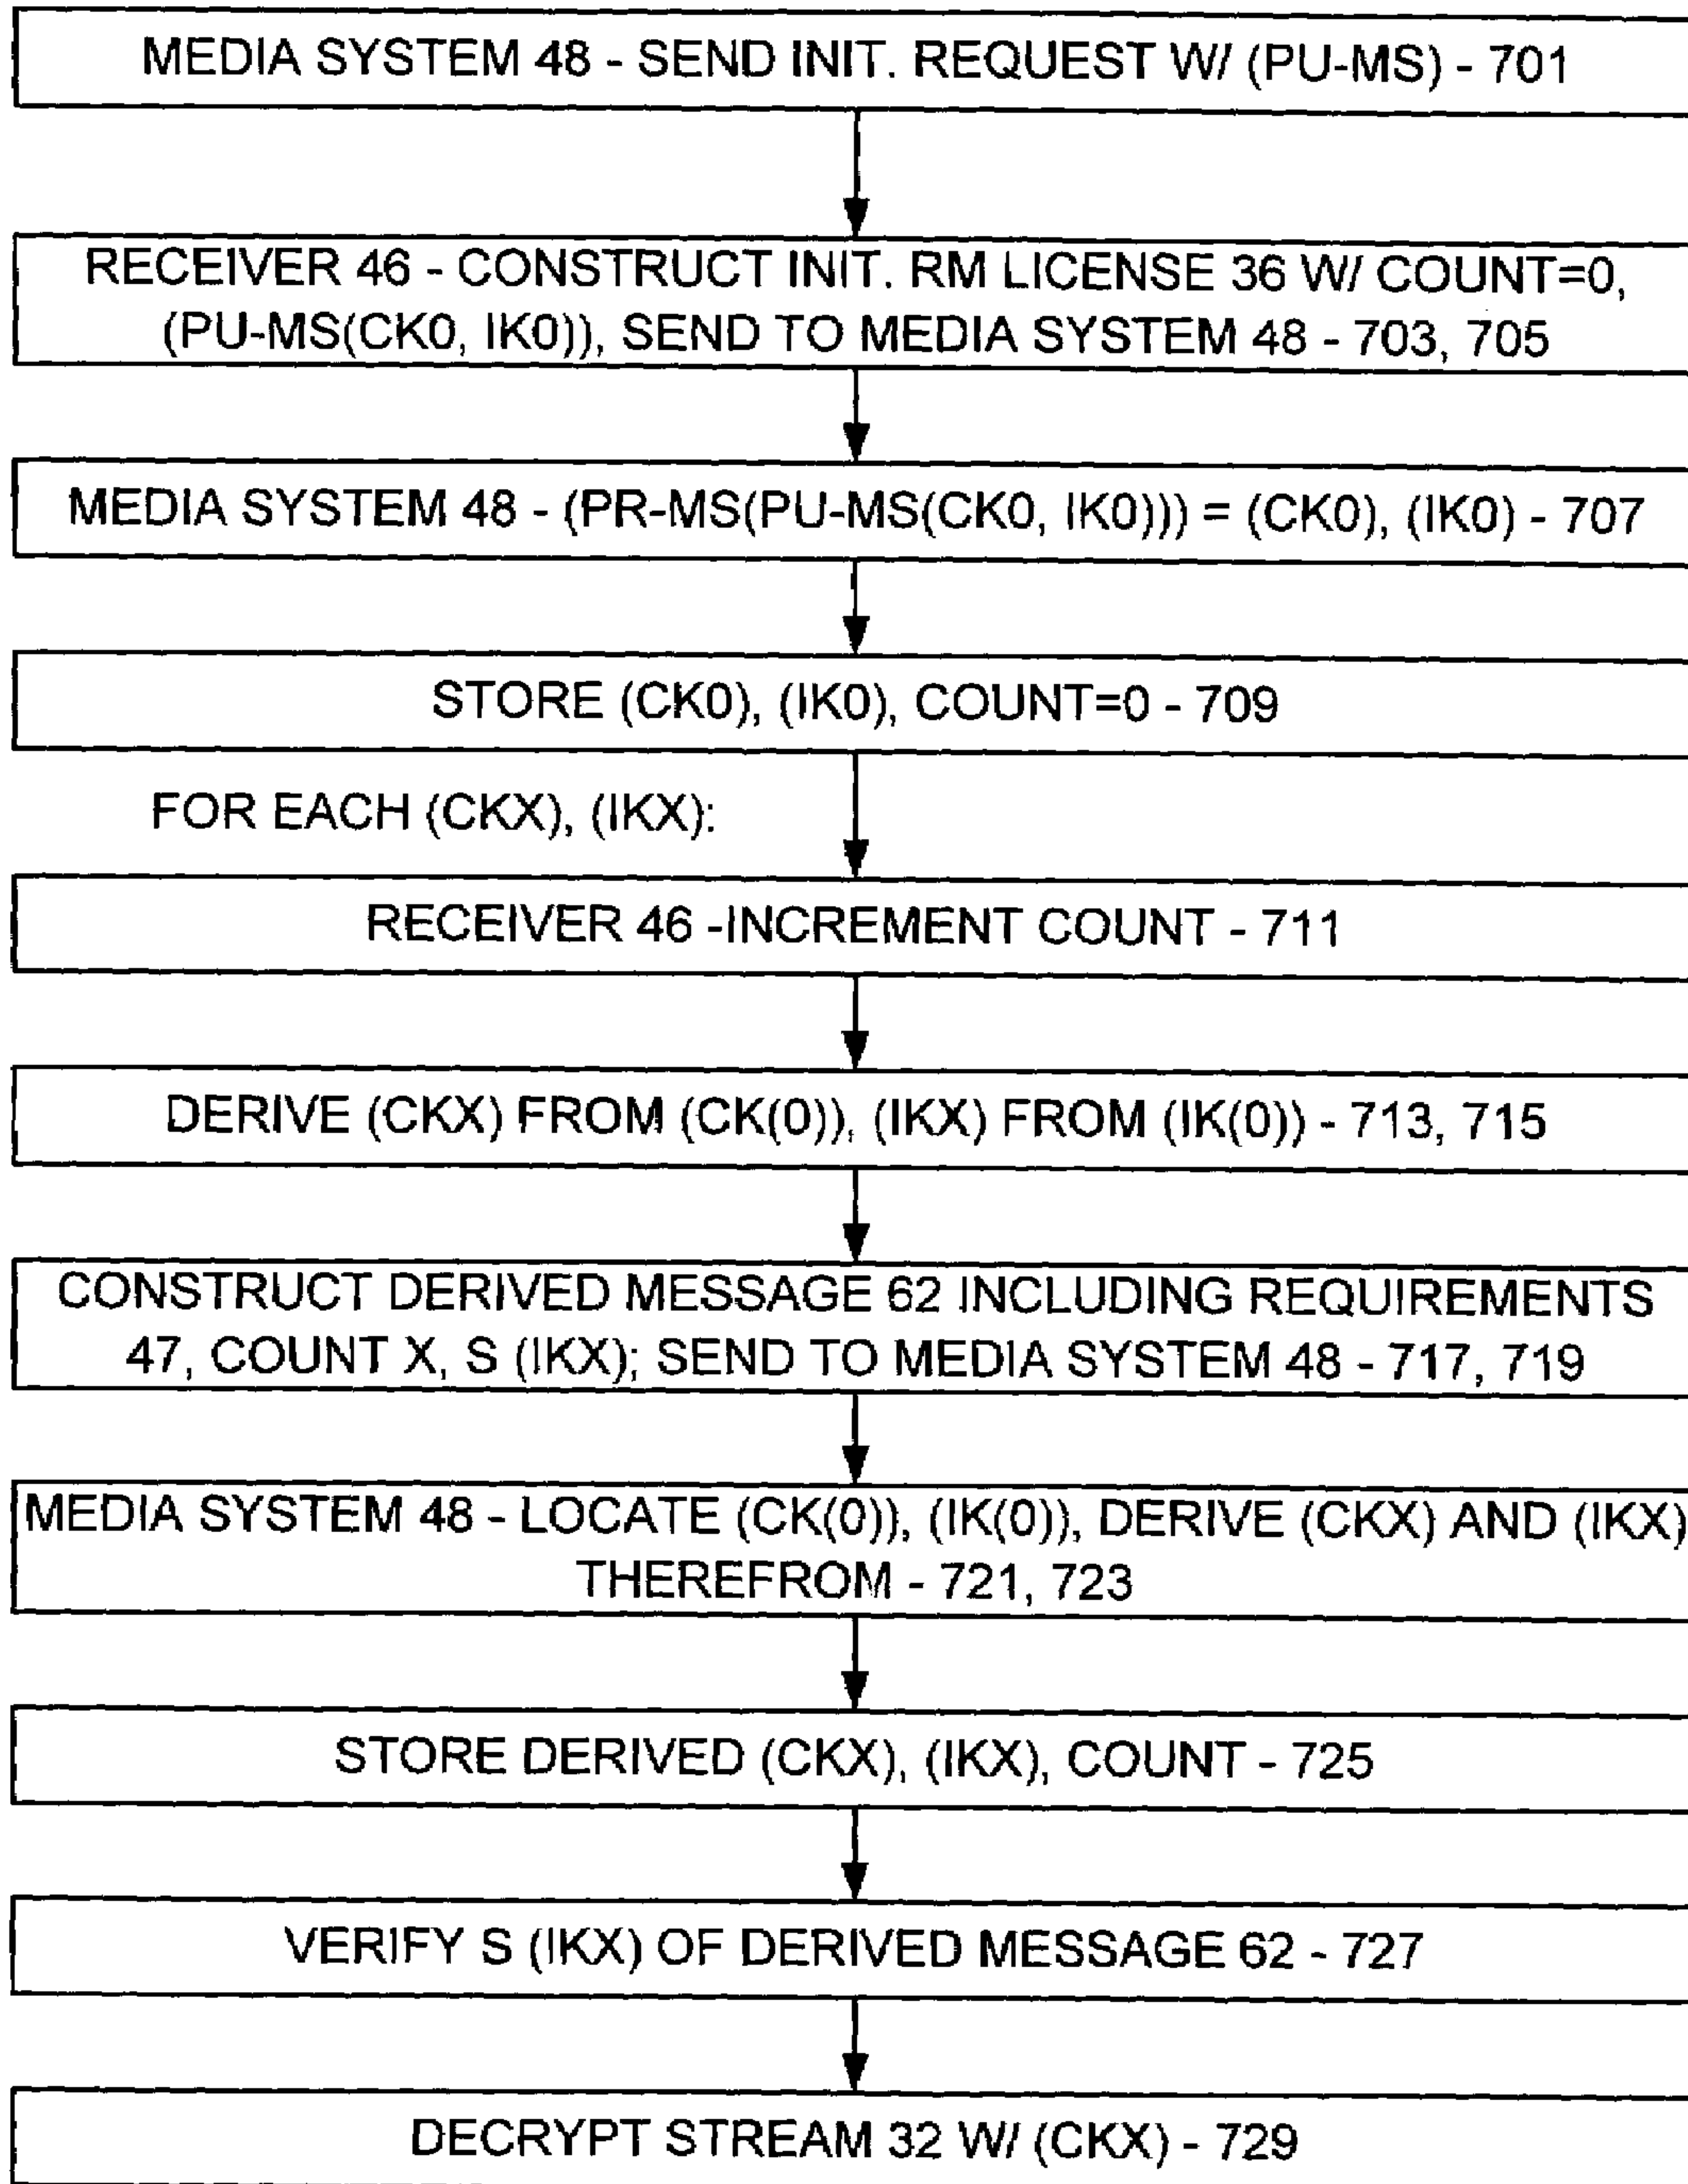 MEDIA SYSTEM 48 - SEND INIT. REQUEST W/ (PU-MS) - 701
RECEIVER 46 - CONSTRUCT INIT. RM LICENSE 36 W/ COUNT=0,
(PU-MS(CK0, IK0)), SEND TO MEDIA SYSTEM 48 - 703, 705
MEDIA SYSTEM 48 - (PR-MS(PU-MS(CK0, IK0))) = (CK0), (IK0) - 707
STORE (CK0), (IK0), COUNT=0 - 709
FOR EACH (CKX), (IKX):
RECEIVER 46 -INCREMENT COUNT - 711
DERIVE (CKX) FROM (CK(0)), (IKX) FROM (IK(0)) - 713, 715
CONSTRUCT DERIVED MESSAGE 62 INCLUDING REQUIREMENTS
47, COUNT X, S (IKX); SEND TO MEDIA SYSTEM 48 - 717, 719
MEDIA SYSTEM 48 - LOCATE (CK(0)), (IK(0)), DERIVE (CKX) AND (IKX)
THEREFROM - 721, 723
STORE DERIVED (CKX), (IKX), COUNT - 725
VERIFY S (IKX) OF DERIVED MESSAGE 62 - 727
DECRYPT STREAM 32 W/ (CKX) - 729